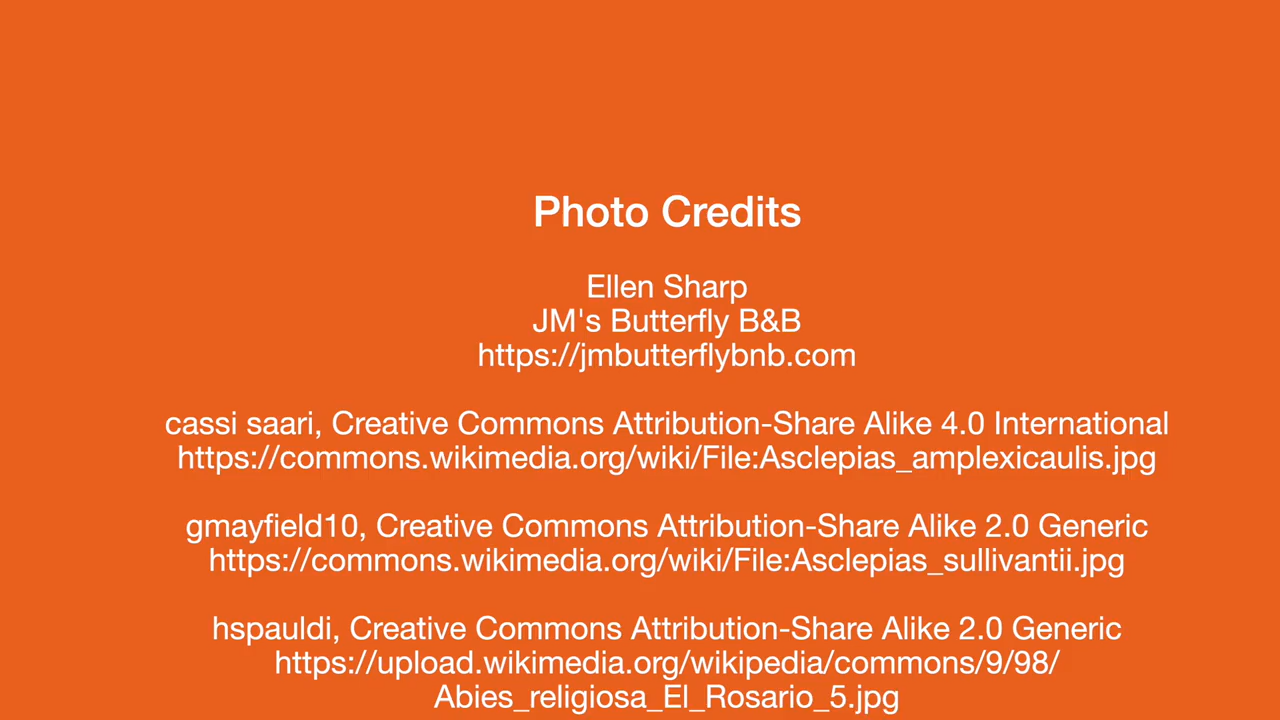 Photo Credits
Ellen Sharp
JM's Butterfly B&B
https://jmbutterflybnb.com
cassi saari, Creative Commons Attribution-Share Alike 4.0 International
https://commons.wikimedia.org/wiki/File:Asclepias_amplexicaulis.jpg
gmayfield10, Creative Commons Attribution-Share Alike 2.0 Generic
https://commons.wikimedia.org/wiki/File:Asclepias_sullivantii.jpg
hspauldi, Creative Commons Attribution-Share Alike 2.0 Generic
https://upload.wikimedia.org/wikipedia/commons/9/98/
Abies_religiosa_El_Rosario_5.jpg